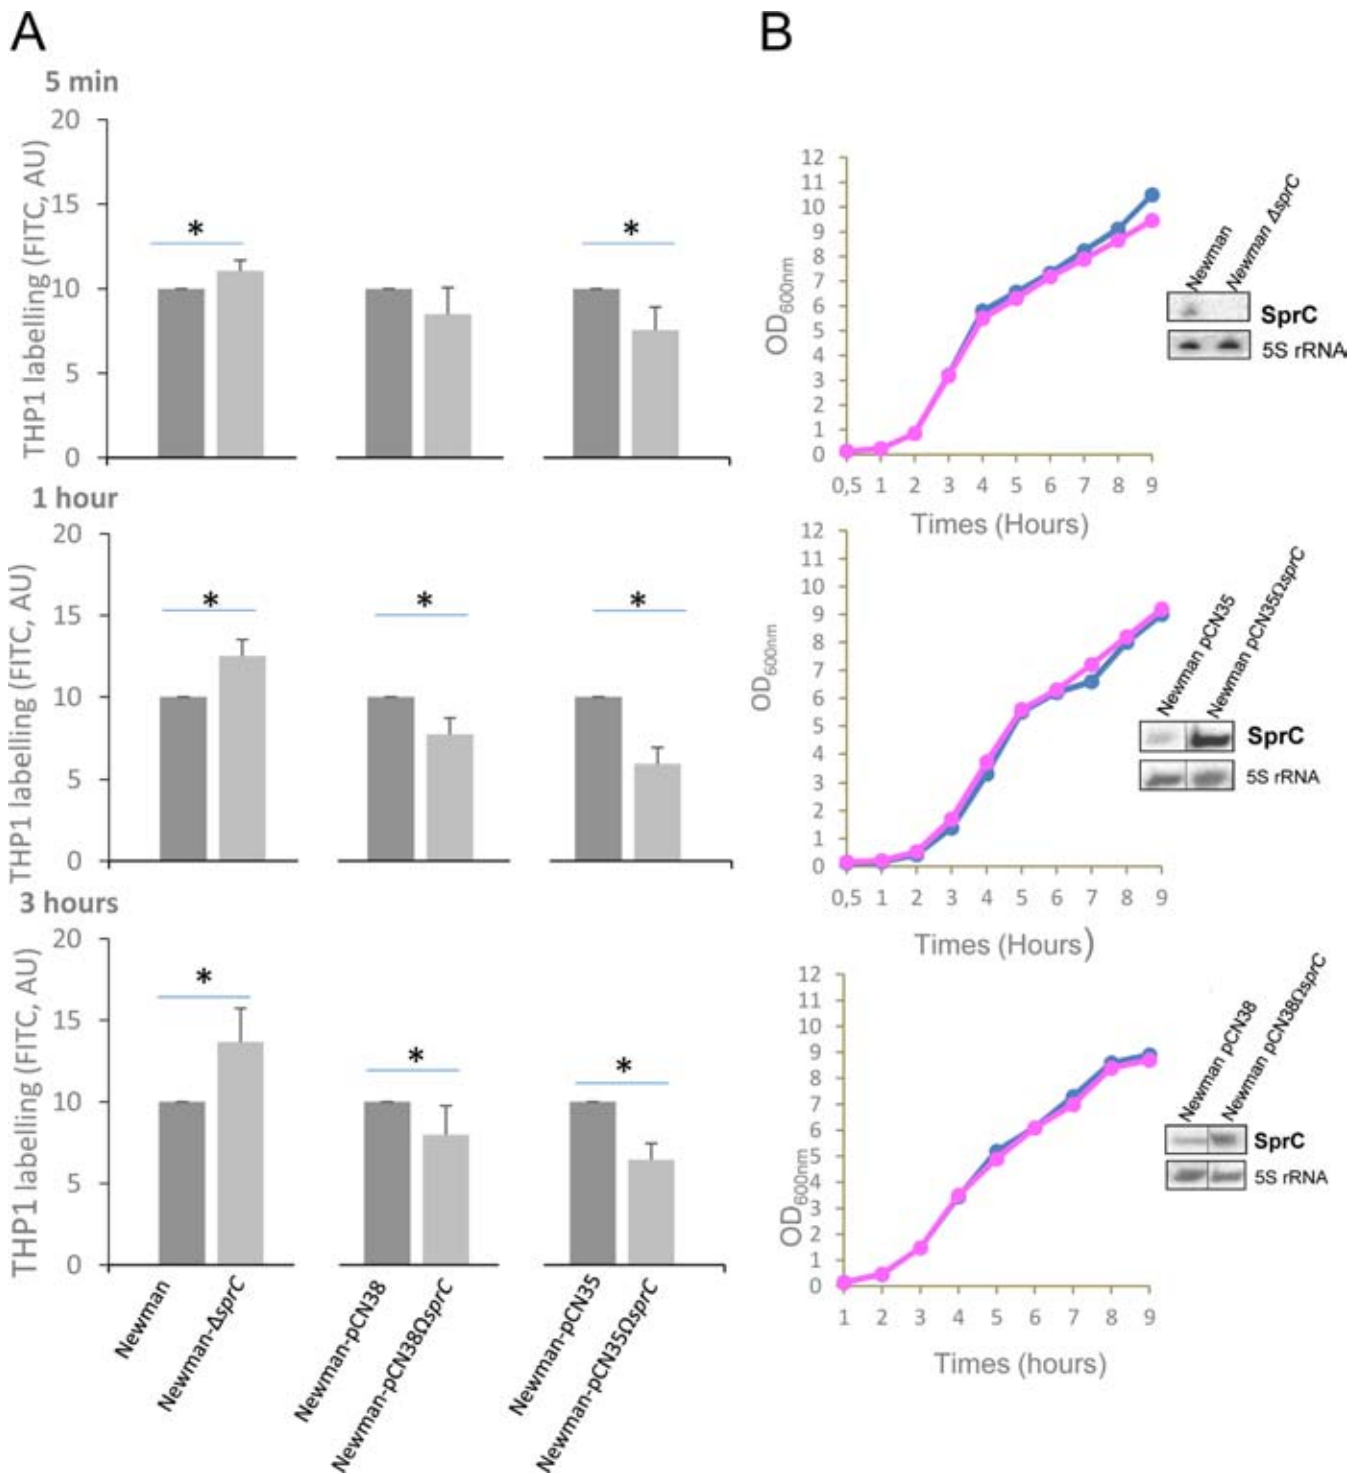 A
5 min
THP1 labelling (FITC, AU)
20
15
10
5
0
*
*
1 hour
THP1 labelling (FITC, AU)
20
15
10
5
0
*
*
*
3 hours
THP1 labelling (FITC, AU)
20
15
10
5
0
*
*
*
Newman
Newman-ΔsprC
Newman-pCN38
Newman-pCN38ΩsprC
Newman-pCN35
Newman-pCN35ΩsprC
B
OD600nm
12
11
10
9
8
7
6
5
4
3
2
1
0
0,5 1 2 3 4 5 6 7 8 9
Times (Hours)
Newman
Newman ΔsprC
SprC
5S rRNA
OD600nm
12
11
10
9
8
7
6
5
4
3
2
1
0
0,5 1 2 3 4 5 6 7 8 9
Times (Hours)
Newman pCN35
Newman pCN35ΩsprC
SprC
5S rRNA
OD600nm
12
11
10
9
8
7
6
5
4
3
2
1
0
1 2 3 4 5 6 7 8 9
Times (hours)
Newman pCN38
Newman pCN38ΩsprC
SprC
5S rRNA